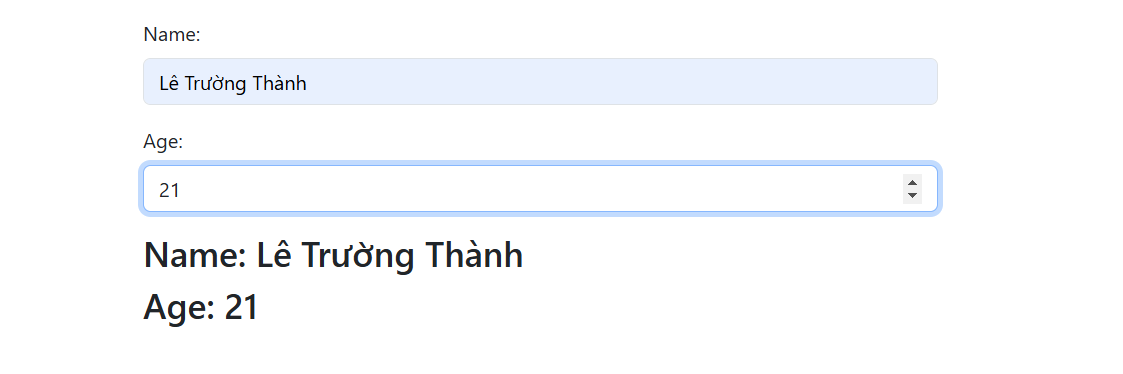 Name:
Lê Trường Thành
Age:
21
Name: Lê Trường Thành
Age: 21